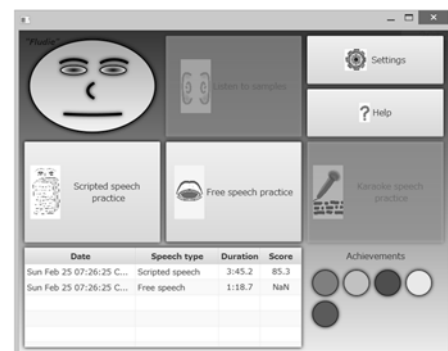 "Fludie"
Listen to samples
Settings
Help
Scripted speech
practice
Free speech practice
Karaoke speech
practice
Date Speech type Duration Score
Sun Feb 25 07:26:25 C... Scripted speech 3:45.2 85.3
Sun Feb 25 07:26:25 C... Free speech 1:18.7 NaN
Achievements